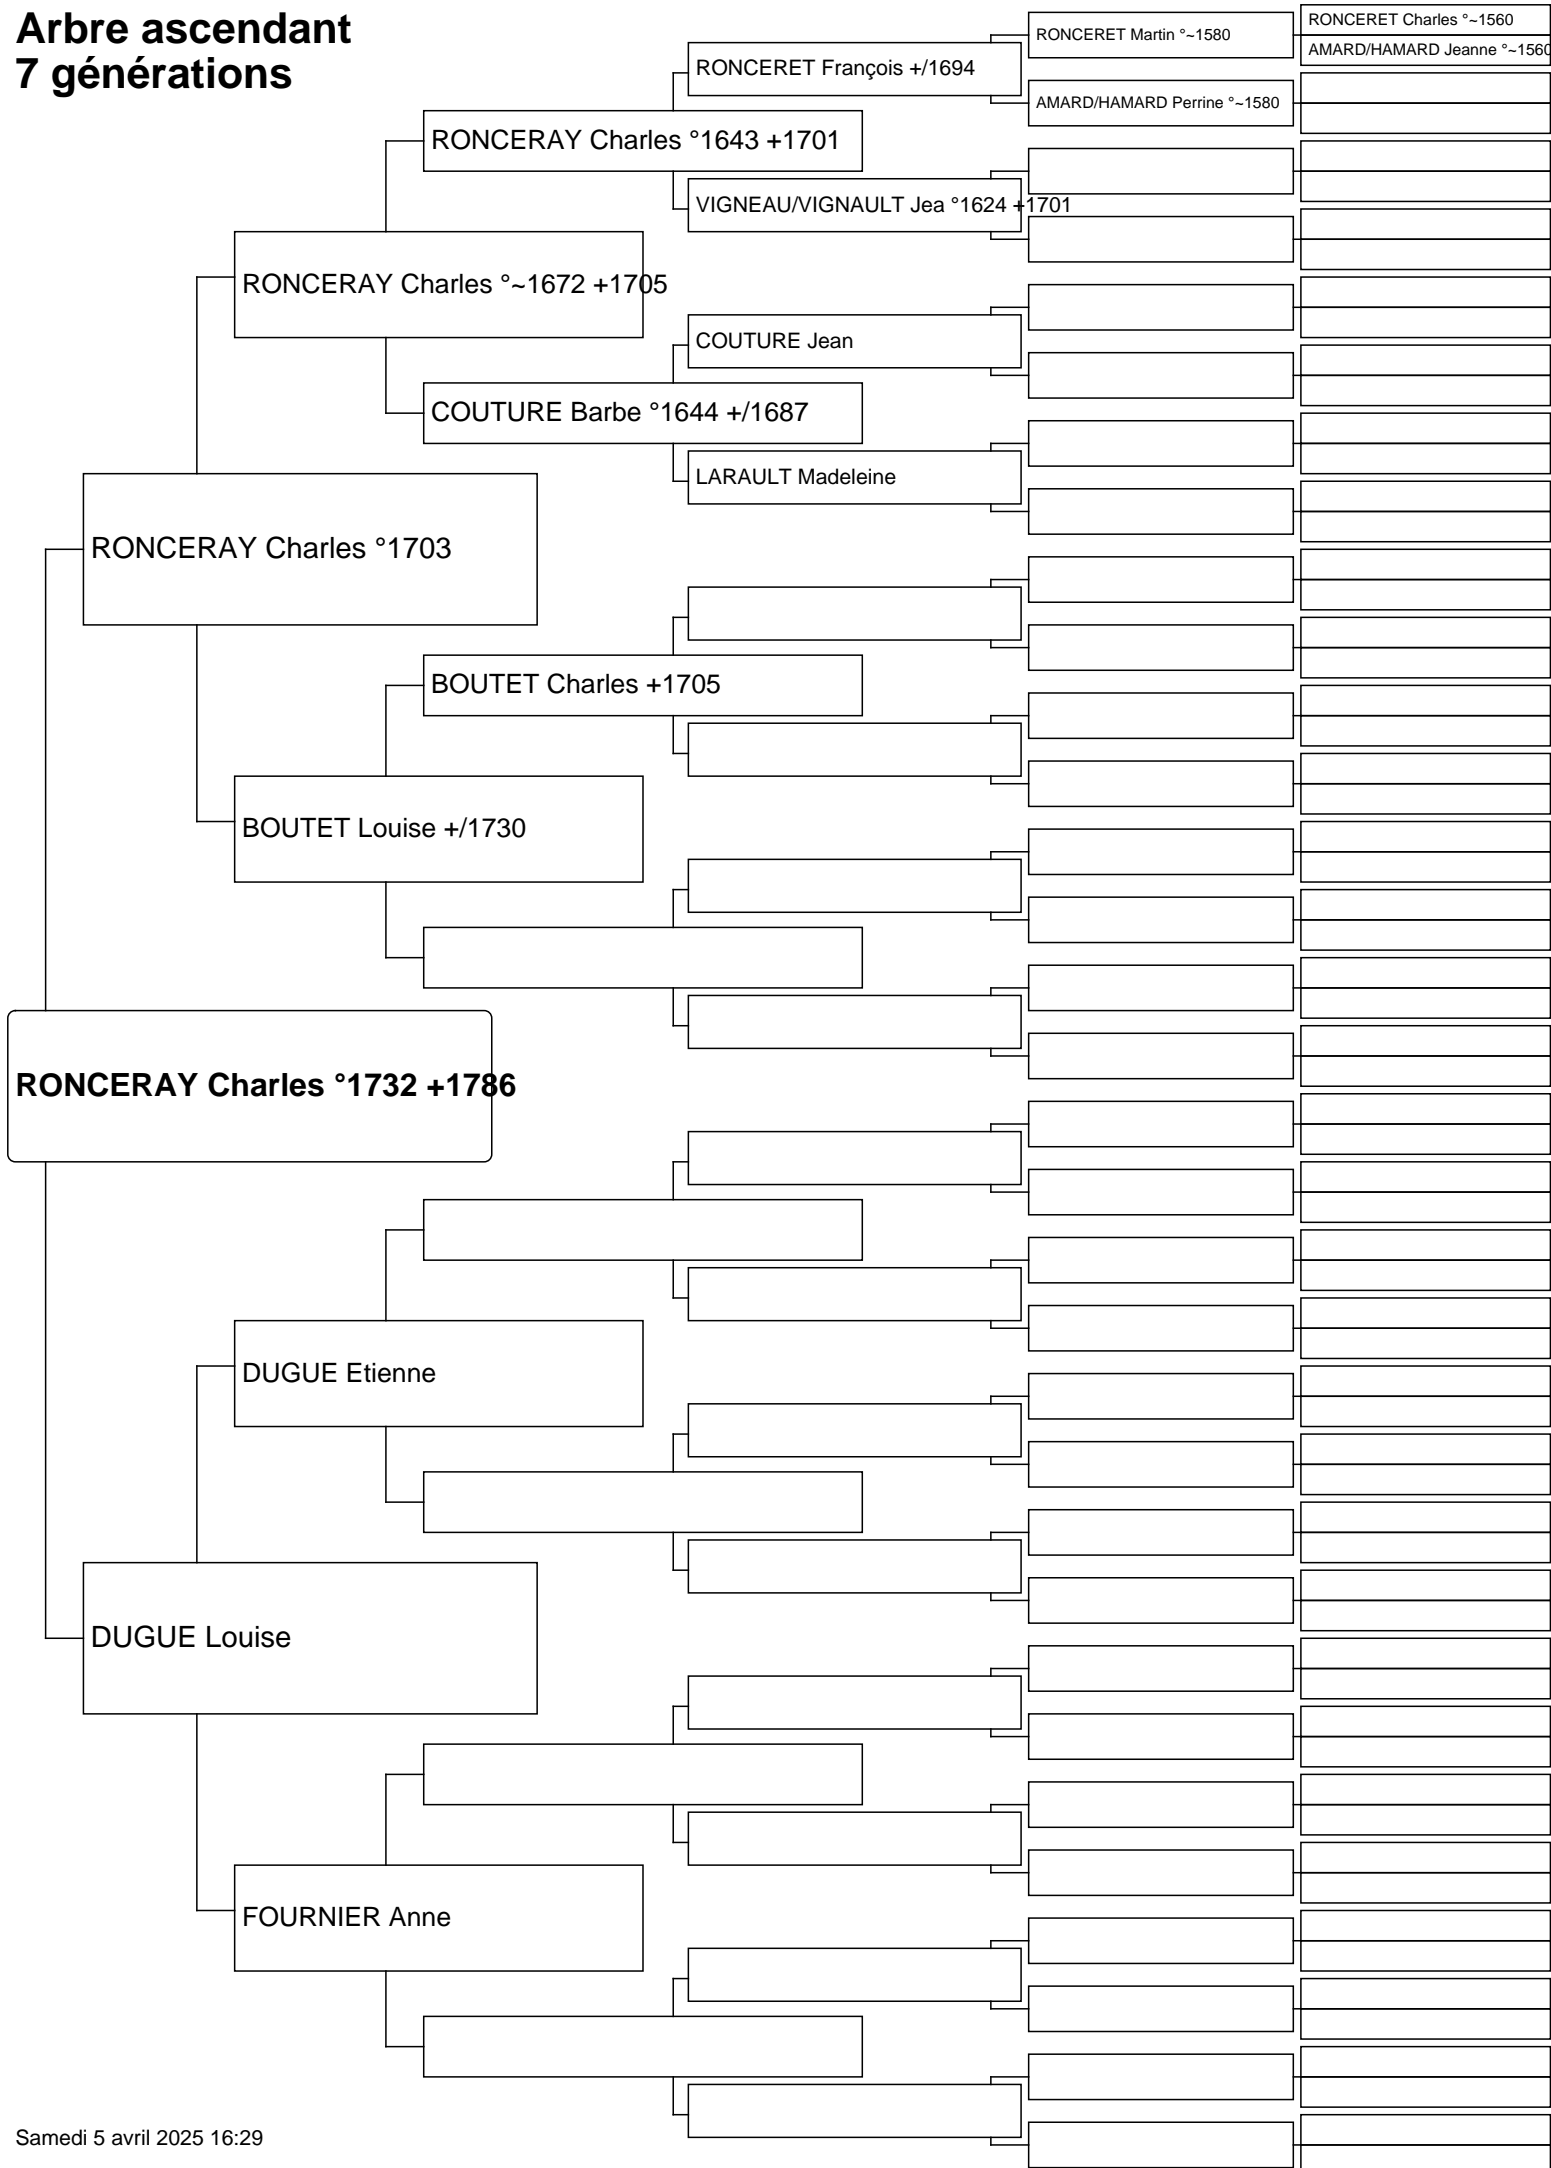 Arbre ascendant
7 générations
RONCERET Charles °~1560
RONCERET Martin °~1580
AMARD/HAMARD Jeanne °~1560
RONCERET François +/1694
AMARD/HAMARD Perrine °~1580
RONCERAY Charles °1643 +1701
VIGNEAU/VIGNAULT Jea °1624 +1701
RONCERAY Charles °~1672 +1705
COUTURE Jean
COUTURE Barbe °1644 +/1687
LARAULT Madeleine
RONCERAY Charles °1703
BOUTET Charles +1705
BOUTET Louise +/1730
RONCERAY Charles °1732 +1786
DUGUE Etienne
DUGUE Louise
FOURNIER Anne
Samedi 5 avril 2025 16:29